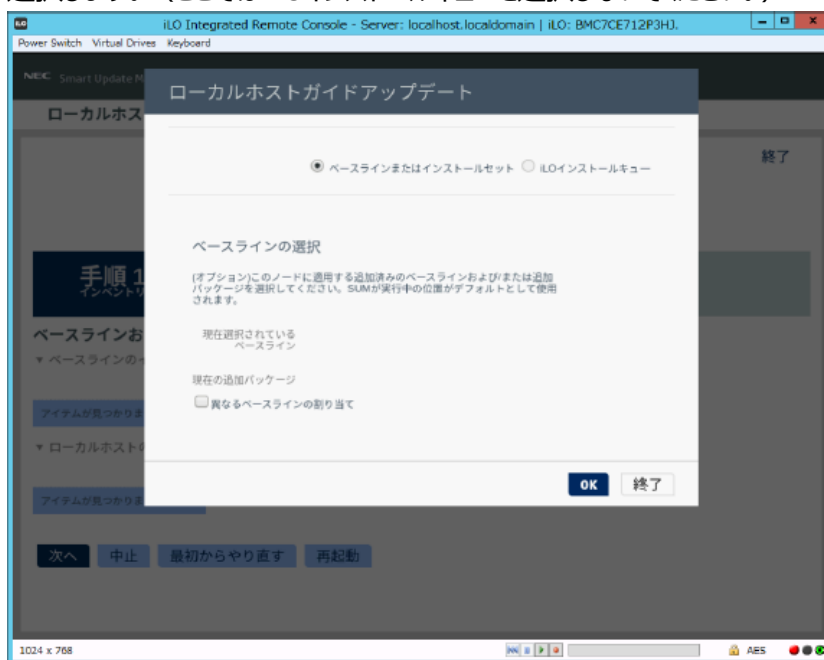 iLO Integrated Remote Console - Server: localhost.localdomain | iLO: BMC7CE712P3HJ.
Power Switch Virtual Drives Keyboard
NEC Smart Update M
ローカルホストガイドアップデート
ローカルホス
終了
ベースラインまたはインストールセット iLOインストールキュー
ベースラインの選択
(オプション)このノードに適用する追加済みのベースラインおよび/または追加
パッケージを選択してください。SUMが実行中の位置がデフォルトとして使用
されます。
手順 1
インベントリ
現在選択されている
ベースライン
ベースラインお
▼ ベースラインの
現在の追加パッケージ
異なるベースラインの割り当て
アイテムが見つかりま
▼ ローカルホストの
OK 終了
アイテムが見つかりま
次へ 中止 最初からやり直す 再起動
1024 x 768
AES